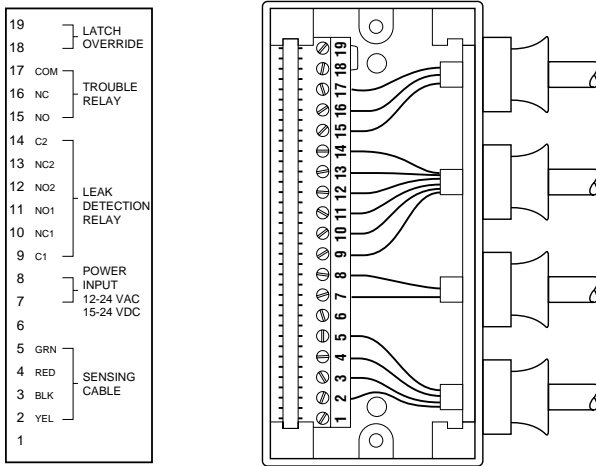 19
18
LATCH
OVERRIDE
17 COM
16 NC
15 NO
TROUBLE
RELAY
14 C2
13 NC2
12 NO2
11 NO1
10 NC1
9 C1
LEAK
DETECTION
RELAY
8
7
POWER
INPUT
12-24 VAC
15-24 VDC
6
5 GRN
4 RED
3 BLK
2 YEL
SENSING
CABLE
1
19
18
17
16
15
14
13
12
11
10
9
8
7
6
5
4
3
2
1